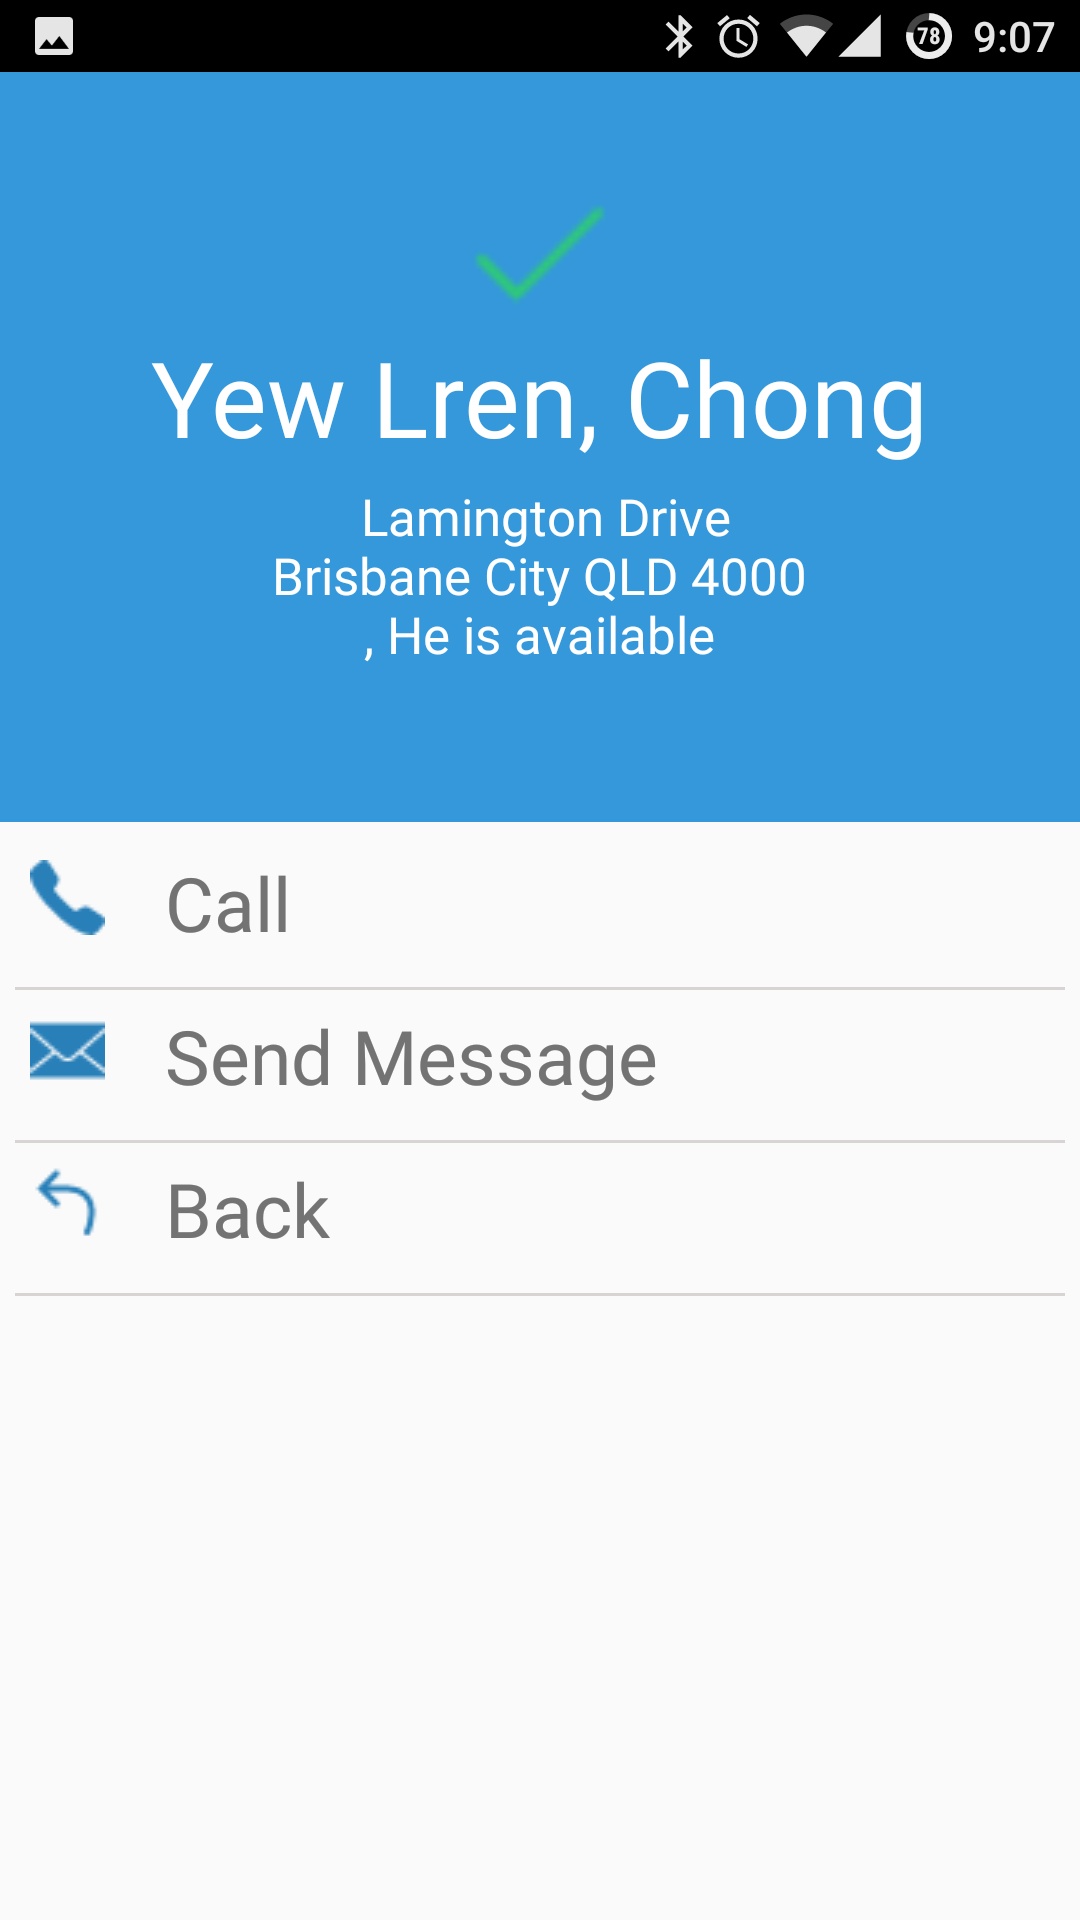 78 9:07
Yew Lren, Chong
Lamington Drive
Brisbane City QLD 4000
, He is available
Call
Send Message
Back